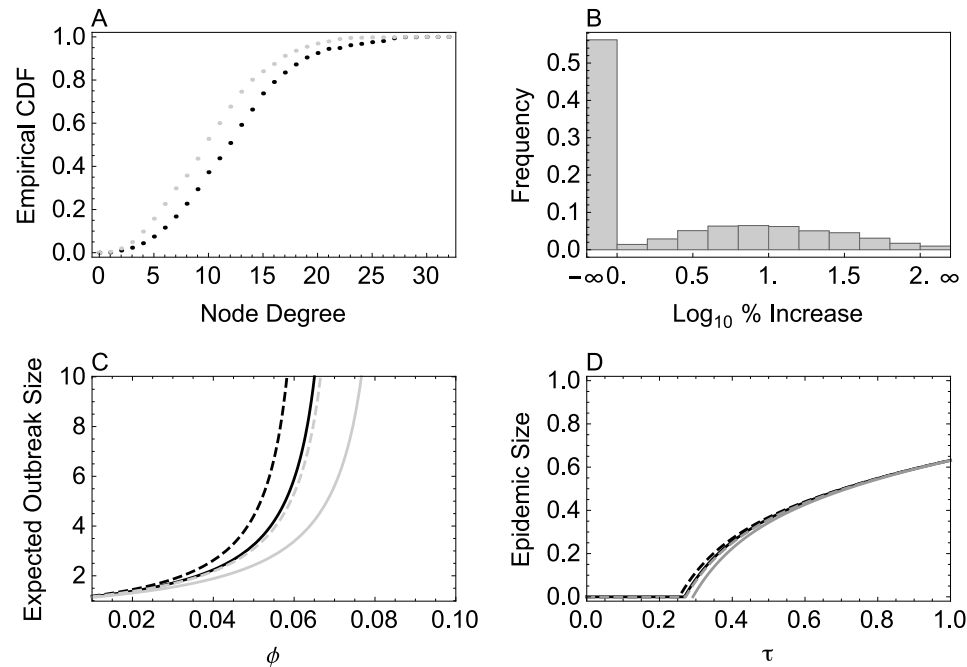 A
Empirical CDF
1.0
0.8
0.6
0.4
0.2
0.0
0 5 10 15 20 25 30
Node Degree
B
Frequency
0.5
0.4
0.3
0.2
0.1
0.0
−∞ 0. 0.5 1. 1.5 2. ∞
Log₁₀ % Increase
C
Expected Outbreak Size
10
8
6
4
2
0.02 0.04 0.06 0.08 0.10
ϕ
D
Epidemic Size
1.0
0.8
0.6
0.4
0.2
0.0
0.0 0.2 0.4 0.6 0.8 1.0
τ